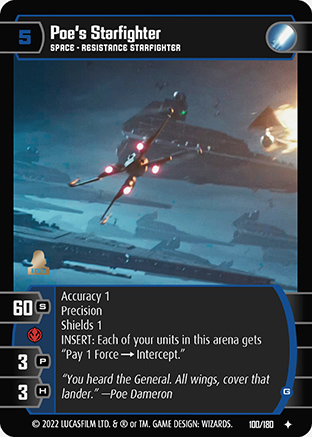 5
Poe's Starfighter
SPACE - RESISTANCE STARFIGHTER
60 S
Accuracy 1
Precision
Shields 1
INSERT: Each of your units in this arena gets
3 P
"Pay 1 Force → Intercept."
3 H
"You heard the General. All wings, cover that
lander." —Poe Dameron
G
© 2022 LUCASFILM LTD. & ® or TM. GAME DESIGN: WIZARDS. 100/180